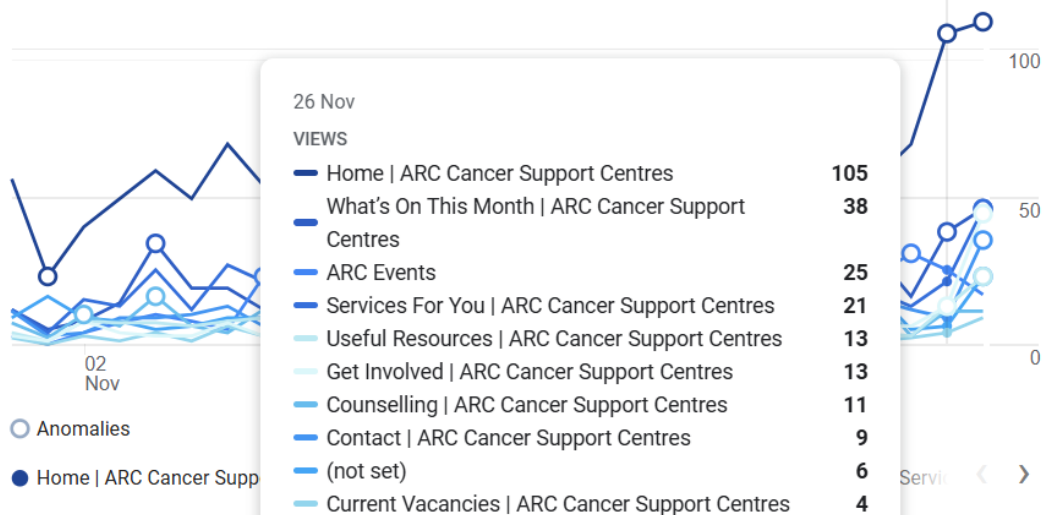 100
26 Nov
VIEWS
Home | ARC Cancer Support Centres 105
What’s On This Month | ARC Cancer Support 38
Centres
ARC Events 25
Services For You | ARC Cancer Support Centres 21
50
Useful Resources | ARC Cancer Support Centres 13
0
02
Nov
Get Involved | ARC Cancer Support Centres 13
Counselling | ARC Cancer Support Centres 11
Anomalies
Contact | ARC Cancer Support Centres 9
(not set) 6
Home | ARC Cancer Supp
Servi
Current Vacancies | ARC Cancer Support Centres 4